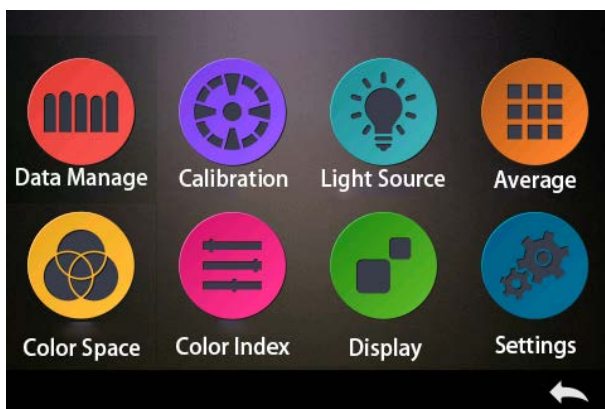 Data Manage
Calibration
Light Source
Average
Color Space
Color Index
Display
Settings